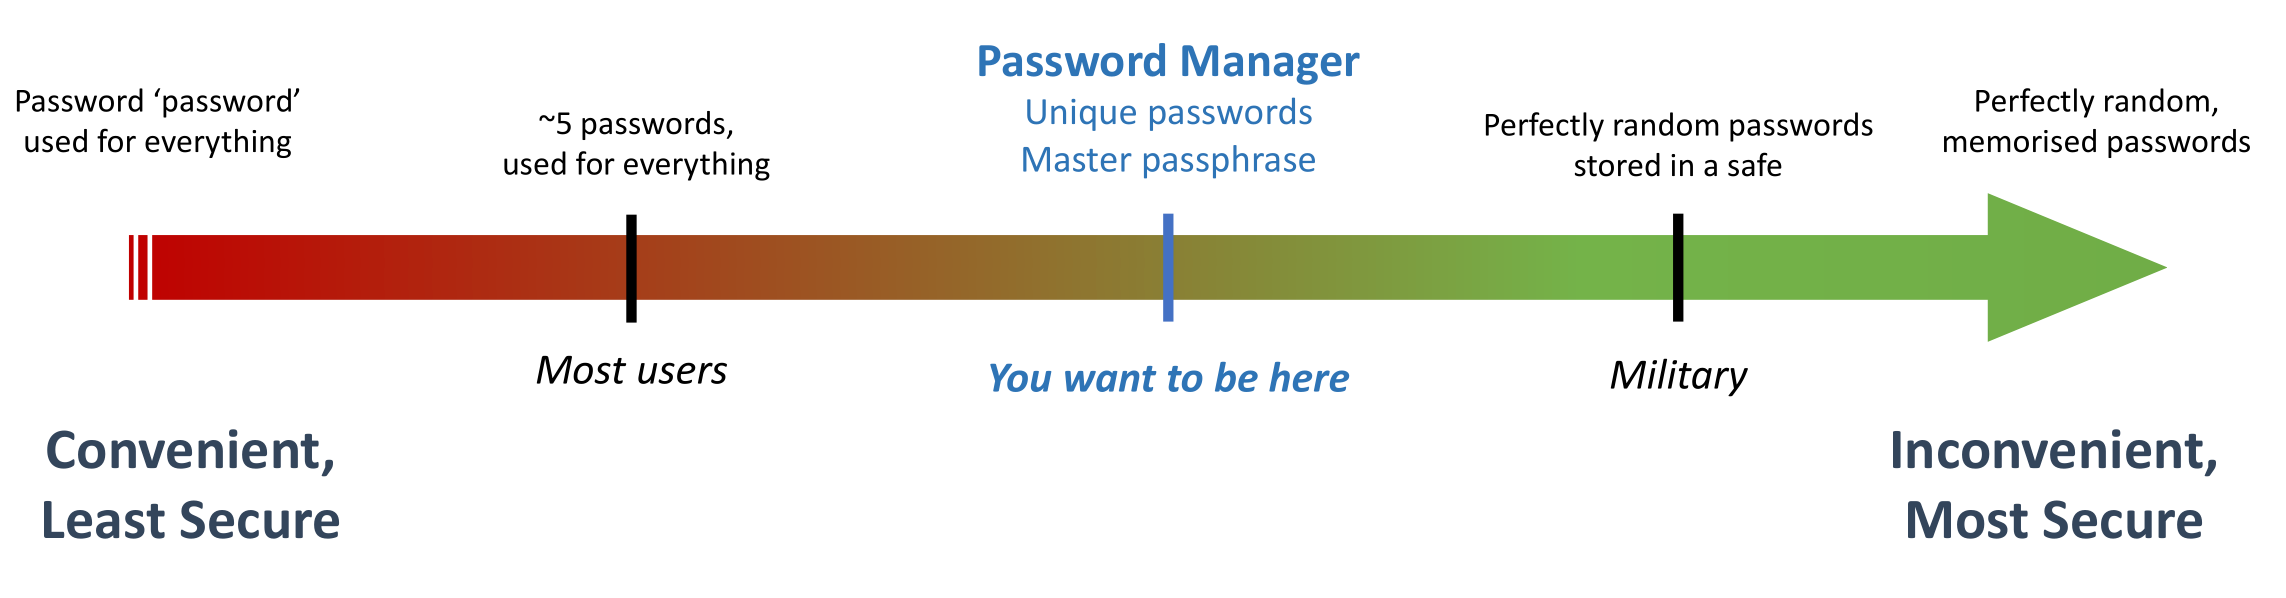 Password ‘password’
used for everything
~5 passwords,
used for everything
Password Manager
Unique passwords
Master passphrase
Perfectly random passwords
stored in a safe
Perfectly random,
memorised passwords
Most users
You want to be here
Military
Convenient,
Least Secure
Inconvenient,
Most Secure